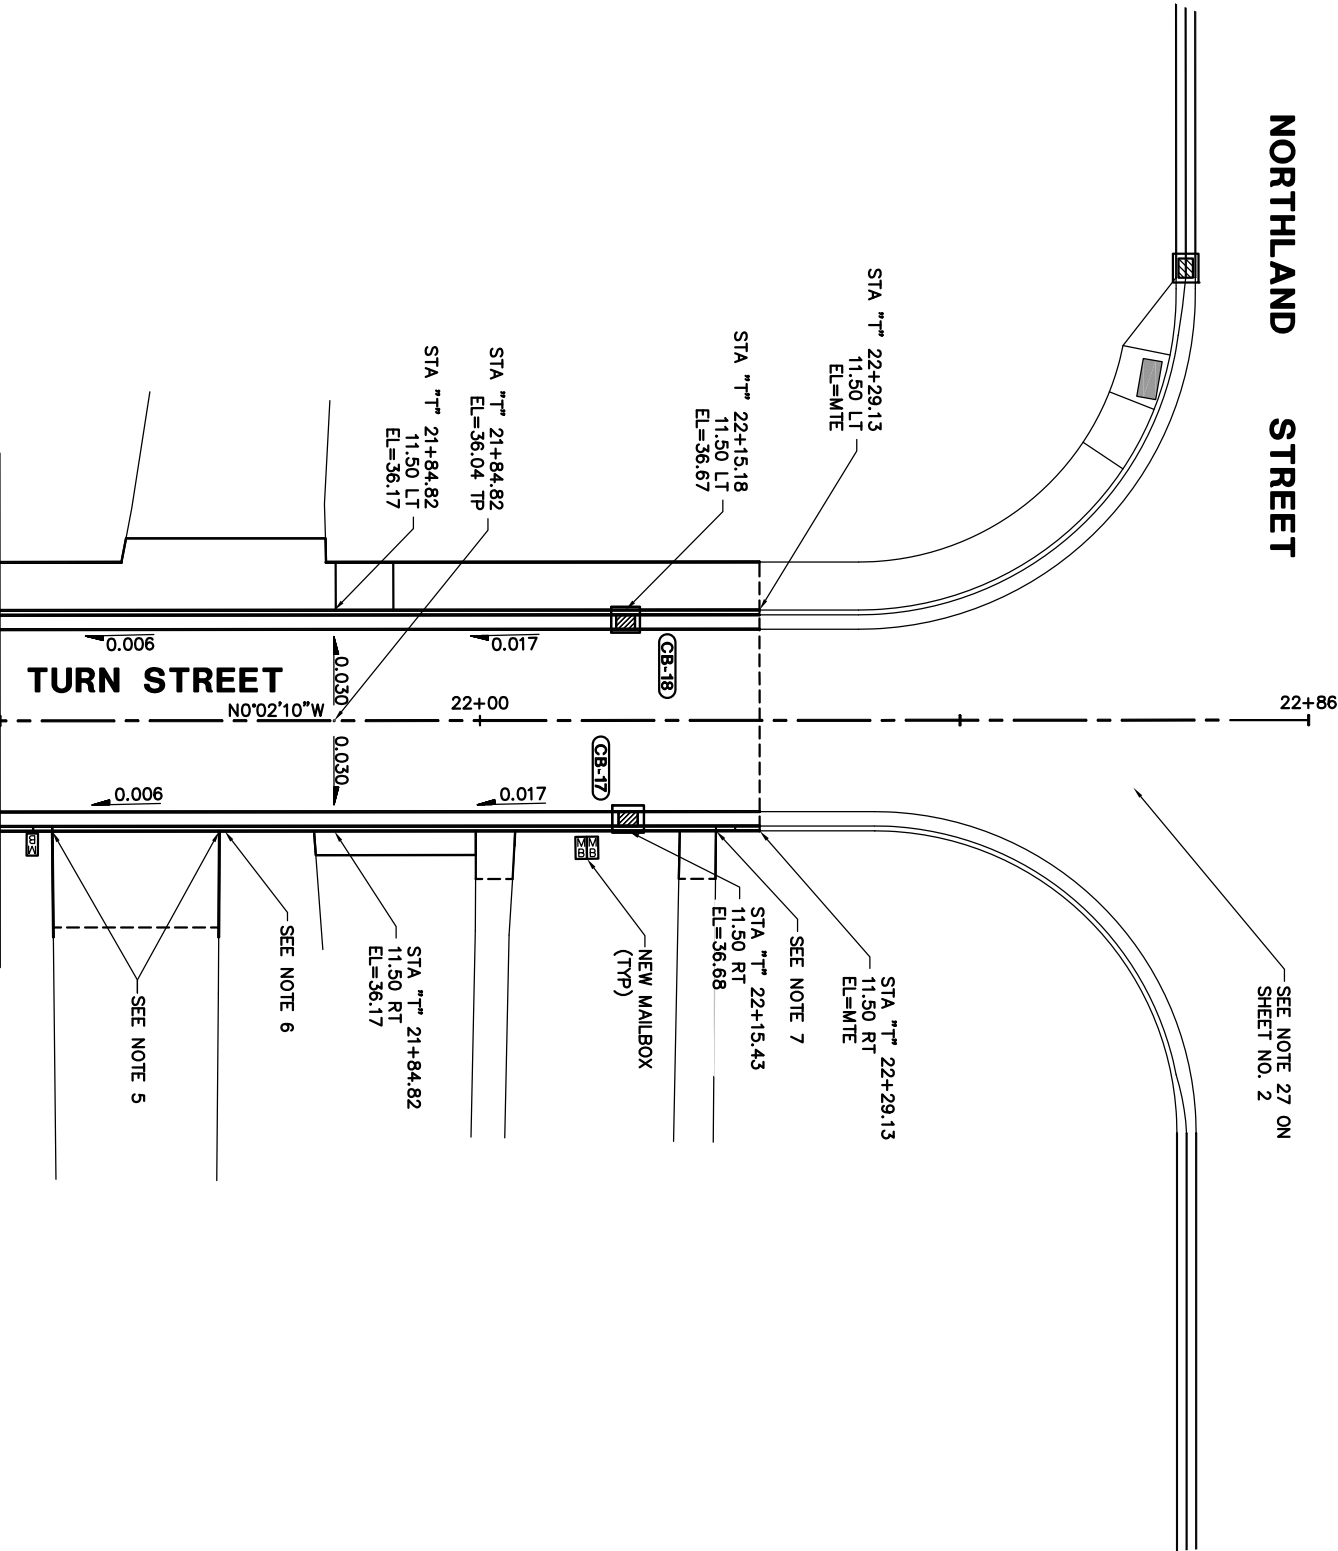 NORTHLAND STREET
STA "T" 22+29.13
11.50 LT
EL=MTE
STA "T" 22+15.18
11.50 LT
EL=36.67
STA "T" 21+84.82
EL=36.04 TP
STA "T" 21+84.82
11.50 LT
EL=36.17
0.006
0.017
CB-18
0.030
TURN STREET
N0°02'10"W
22+00
22+86
0.030
CB-17
0.006
0.017
MB
MB
MB
SEE NOTE 27 ON
SHEET NO. 2
STA "T" 22+29.13
11.50 RT
EL=MTE
SEE NOTE 7
STA "T" 22+15.43
11.50 RT
EL=36.68
NEW MAILBOX
(TYP)
STA "T" 21+84.82
11.50 RT
EL=36.17
SEE NOTE 6
SEE NOTE 5